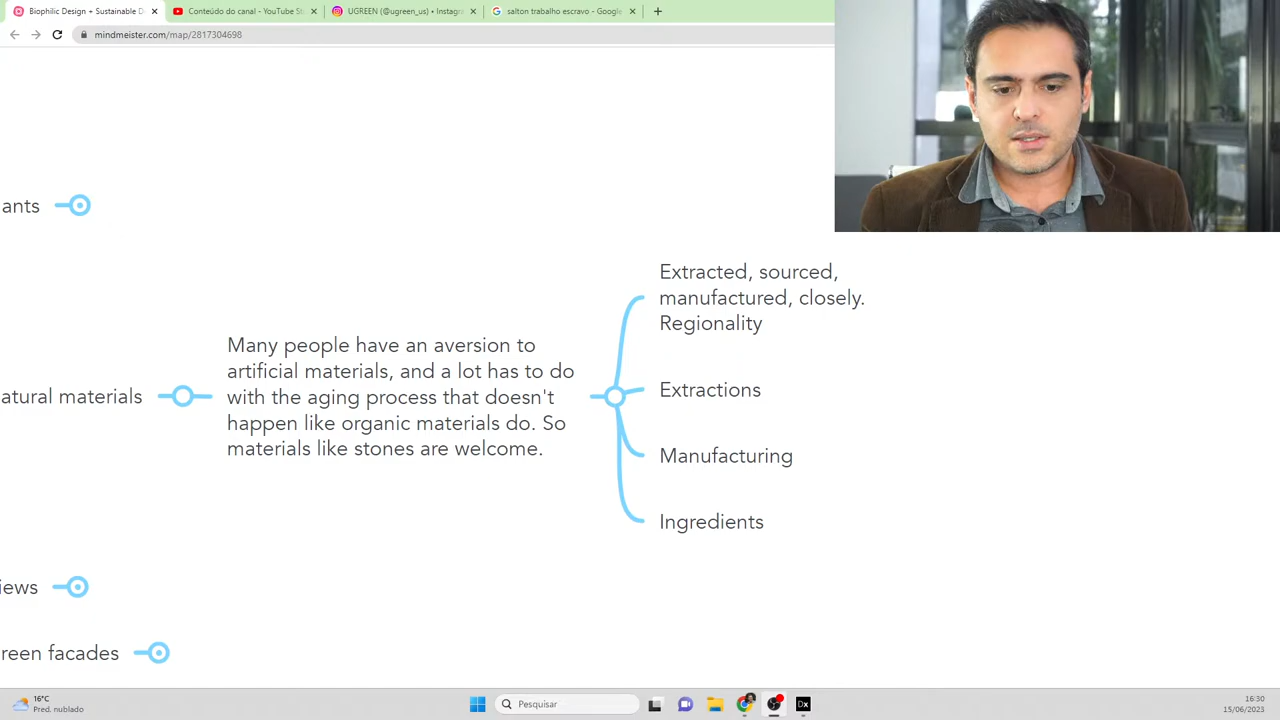 Biophilic Design + Sustainable D
Conteúdo do canal - YouTube St
UGREEN (@ugreen_us) • Instagr
salton trabalho escravo - Google
mindmeister.com/map/2817304698
ants
Extracted, sourced,
manufactured, closely.
Regionality
Many people have an aversion to
artificial materials, and a lot has to do
with the aging process that doesn't
happen like organic materials do. So
materials like stones are welcome.
atural materials
Extractions
Manufacturing
Ingredients
iews
reen facades
16°C
Pred. nublado
Pesquisar
Dx
16:30
15/06/2023